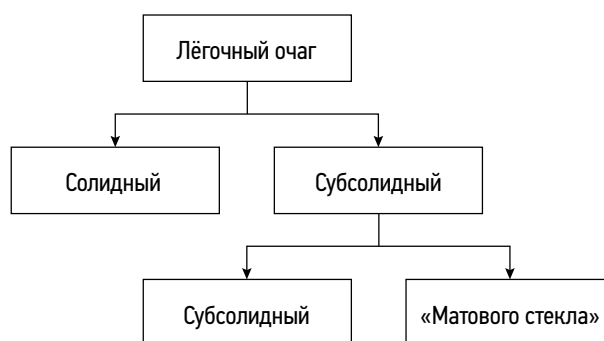 Лёгочный очаг
Солидный
Субсолидный
Субсолидный
«Матового стекла»